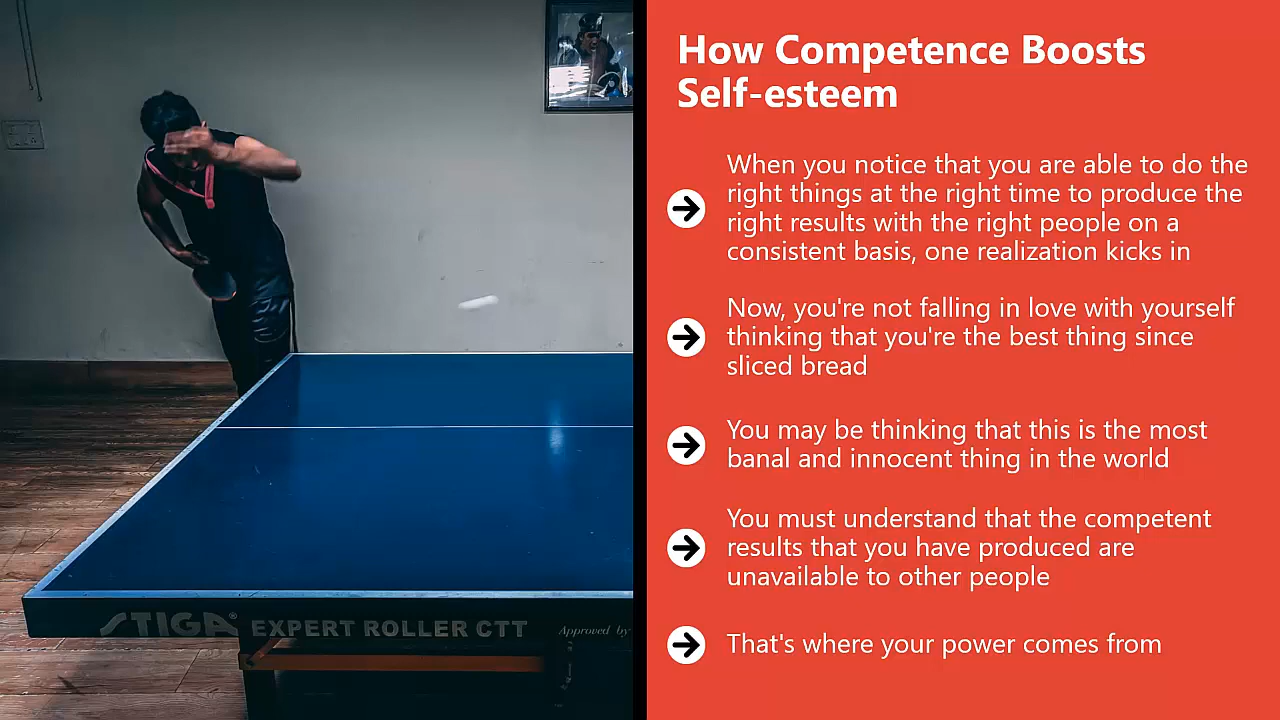 How Competence Boosts
Self-esteem
When you notice that you are able to do the
right things at the right time to produce the
right results with the right people on a
consistent basis, one realization kicks in
Now, you're not falling in love with yourself
thinking that you're the best thing since
sliced bread
You may be thinking that this is the most
banal and innocent thing in the world
You must understand that the competent
results that you have produced are
unavailable to other people
That's where your power comes from
STIGA® EXPERT ROLLER CTT Approved by